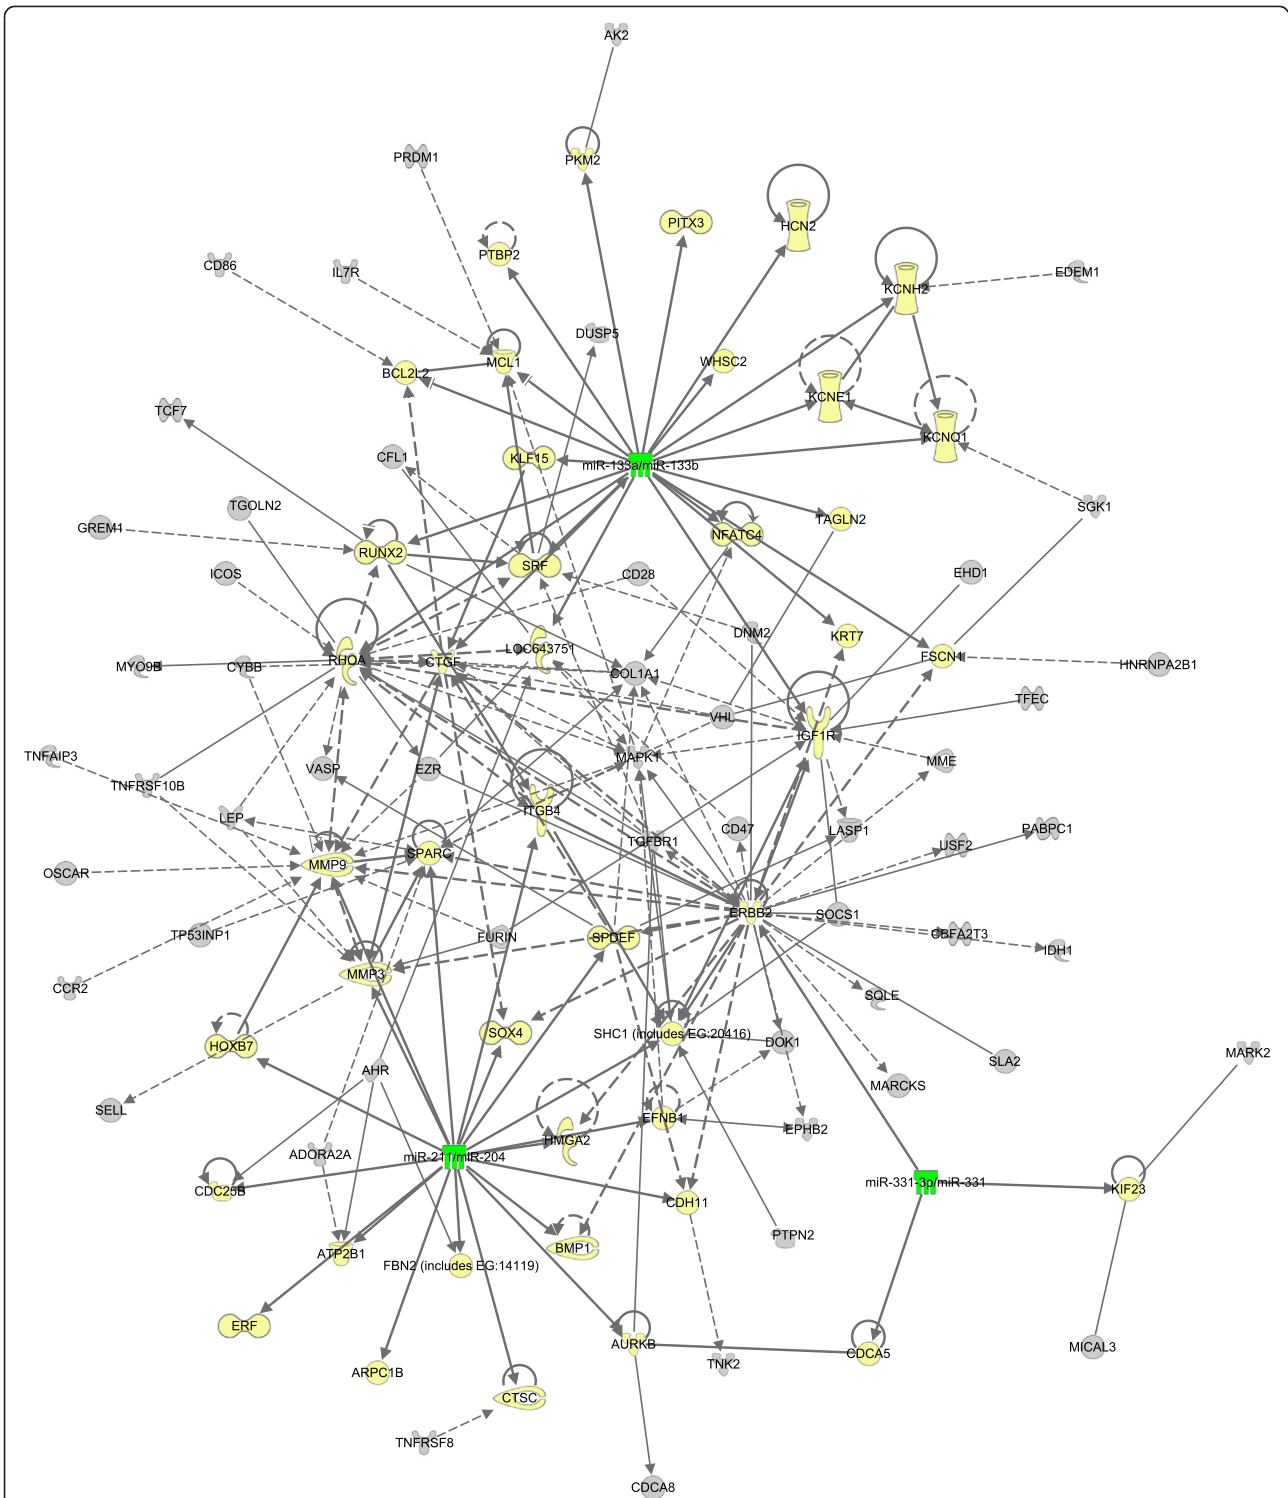 AK2
PRDM1
PKM2
PITX3
HCN2
PTBP2
CD86
IL7R
EDEM1
KCNH2
DUSP5
MCL1
WHSC2
BCL2L2
KCNE1
TCF7
KCNQ1
CFL1
KLF15
miR-133a/miR-133b
TGOLN2
SGK1
GREM1
TAGLN2
NFATC4
RUNX2
SRF
ICOS
CD28
EHD1
DNM2
KRT7
LOC643751
MYO9B
CYBB
RHOA
CTGF
FSCN1
HNRNPA2B1
COL1A1
TFEC
VHL
IGF1R
TNFAIP3
MAPK1
MME
TNFRSF10B
VASP
EZR
ITGB4
LEP
CD47
LASP1
PABPC1
TGFBR1
USF2
SPARC
MMP9
OSCAR
ERBB2
SOCS1
TP53INP1
FURIN
SPDEF
CBFA2T3
IDH1
MMP3
CCR2
SQLE
SOX4
SHC1 (includes EG:20416)
HOXB7
DOK1
MARK2
SLA2
AHR
MARCKS
SELL
EFNB1
EPHB2
HMGA2
ADORA2A
miR-211/miR-204
miR-331-3p/miR-331
CDC25B
KIF23
CDH11
PTPN2
ATP2B1
BMP1
FBN2 (includes EG:14119)
ERF
AURKB
CDCA5
MICAL3
TNK2
ARPC1B
CTSC
TNFRSF8
CDCA8